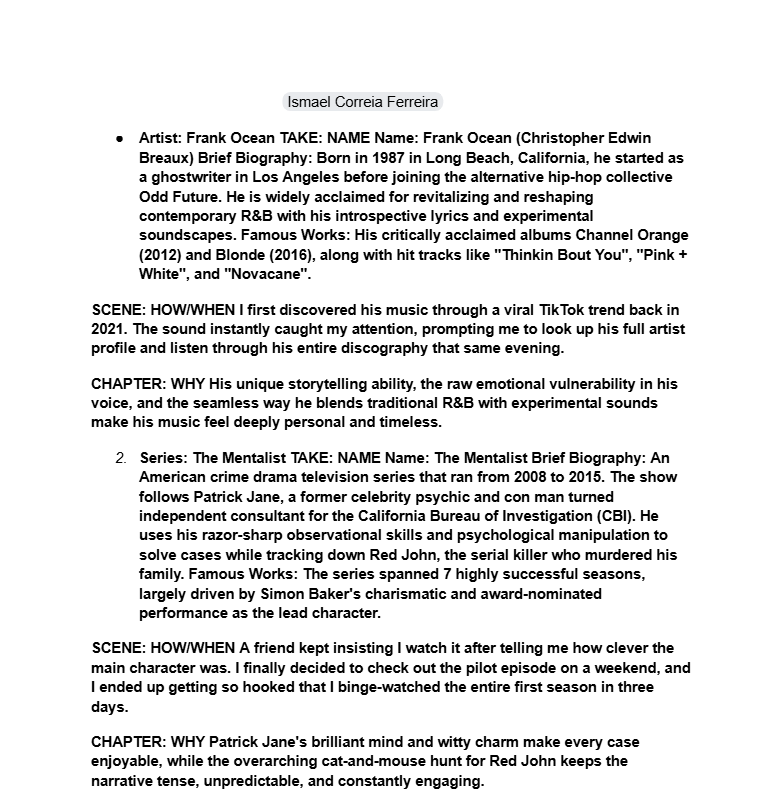 Ismael Correia Ferreira
● Artist: Frank Ocean TAKE: NAME Name: Frank Ocean (Christopher Edwin
Breaux) Brief Biography: Born in 1987 in Long Beach, California, he started as
a ghostwriter in Los Angeles before joining the alternative hip-hop collective
Odd Future. He is widely acclaimed for revitalizing and reshaping
contemporary R&B with his introspective lyrics and experimental
soundscapes. Famous Works: His critically acclaimed albums Channel Orange
(2012) and Blonde (2016), along with hit tracks like "Thinkin Bout You", "Pink +
White", and "Novacane".
SCENE: HOW/WHEN I first discovered his music through a viral TikTok trend back in
2021. The sound instantly caught my attention, prompting me to look up his full artist
profile and listen through his entire discography that same evening.
CHAPTER: WHY His unique storytelling ability, the raw emotional vulnerability in his
voice, and the seamless way he blends traditional R&B with experimental sounds
make his music feel deeply personal and timeless.
2. Series: The Mentalist TAKE: NAME Name: The Mentalist Brief Biography: An
American crime drama television series that ran from 2008 to 2015. The show
follows Patrick Jane, a former celebrity psychic and con man turned
independent consultant for the California Bureau of Investigation (CBI). He
uses his razor-sharp observational skills and psychological manipulation to
solve cases while tracking down Red John, the serial killer who murdered his
family. Famous Works: The series spanned 7 highly successful seasons,
largely driven by Simon Baker's charismatic and award-nominated
performance as the lead character.
SCENE: HOW/WHEN A friend kept insisting I watch it after telling me how clever the
main character was. I finally decided to check out the pilot episode on a weekend, and
I ended up getting so hooked that I binge-watched the entire first season in three
days.
CHAPTER: WHY Patrick Jane's brilliant mind and witty charm make every case
enjoyable, while the overarching cat-and-mouse hunt for Red John keeps the
narrative tense, unpredictable, and constantly engaging.